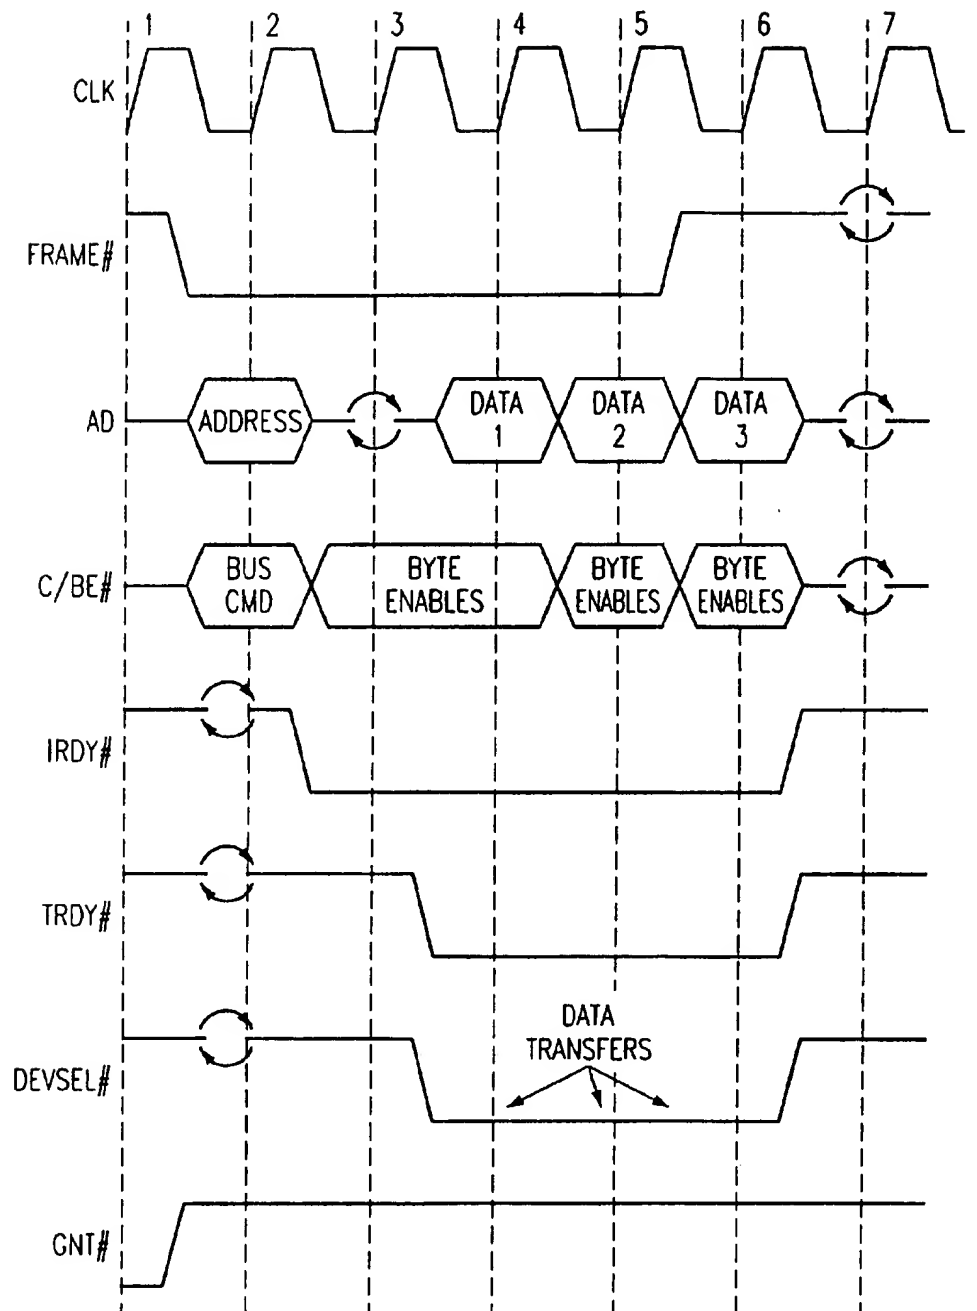 1 2 3 4 5 6 7
CLK
FRAME#
AD
ADDRESS
DATA
1
DATA
2
DATA
3
C/BE#
BUS
CMD
BYTE
ENABLES
BYTE
ENABLES
BYTE
ENABLES
IRDY#
TRDY#
DATA
TRANSFERS
DEVSEL#
GNT#